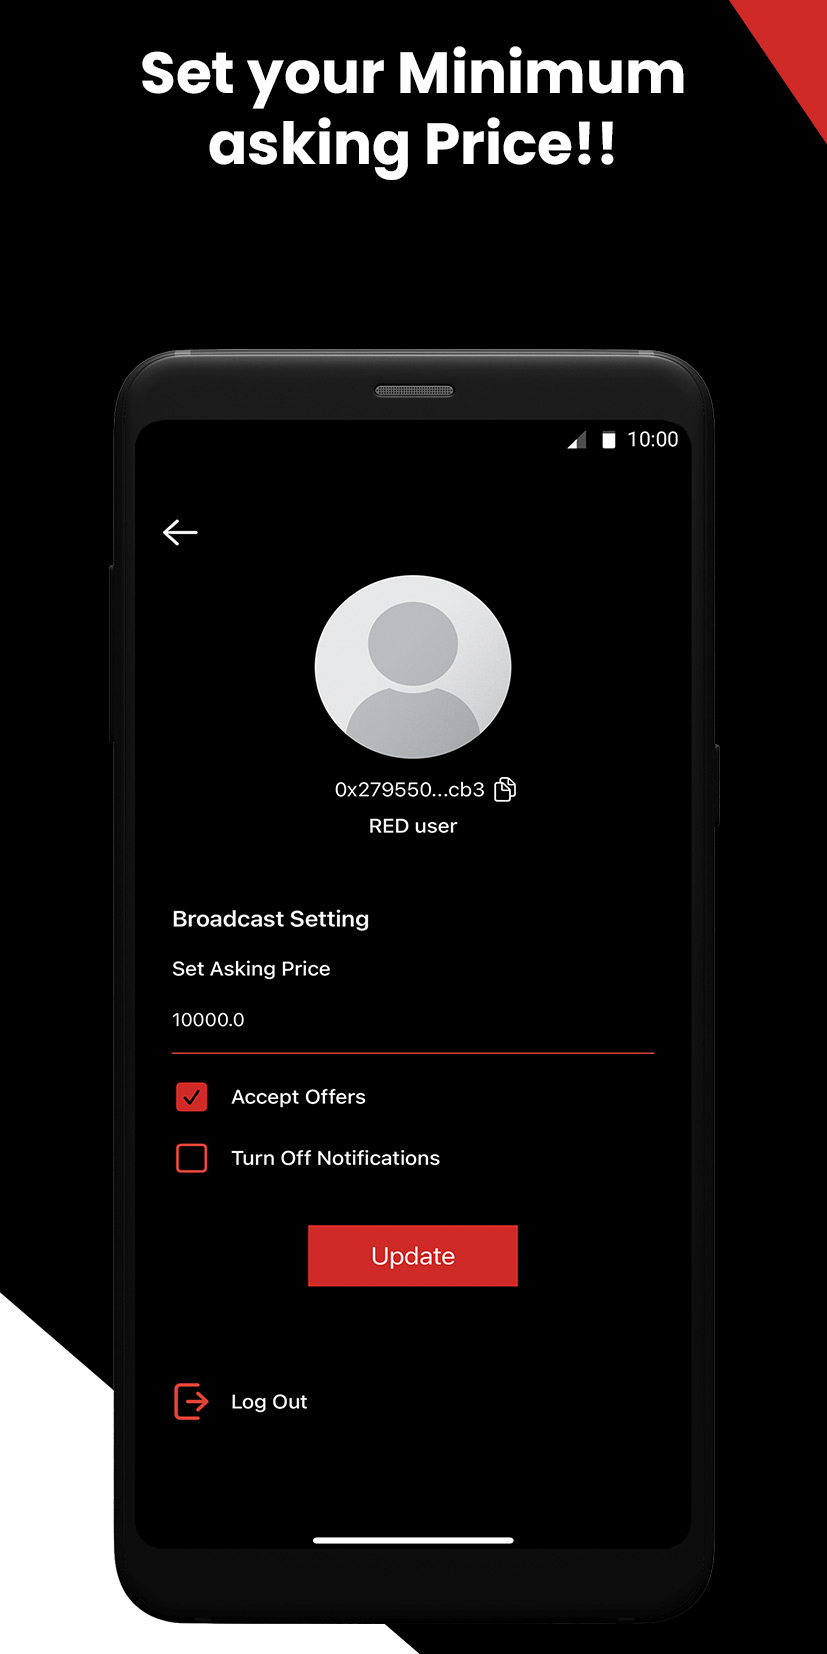 Set your Minimum
asking Price!!
10:00
0x279550...cb3
RED user
Broadcast Setting
Set Asking Price
10000.0
Accept Offers
Turn Off Notifications
Update
Log Out